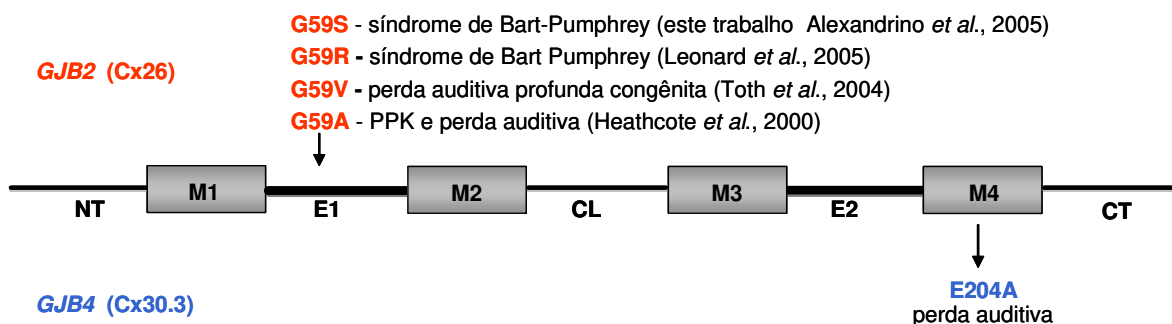 G59S - síndrome de Bart-Pumphrey (este trabalho Alexandrino et al., 2005)
G59R - síndrome de Bart Pumphrey (Leonard et al., 2005)
GJB2 (Cx26)
G59V - perda auditiva profunda congênita (Toth et al., 2004)
G59A - PPK e perda auditiva (Heathcote et al., 2000)
M1 M2 M3 M4
NT E1 CL E2 CT
E204A
GJB4 (Cx30.3)
perda auditiva